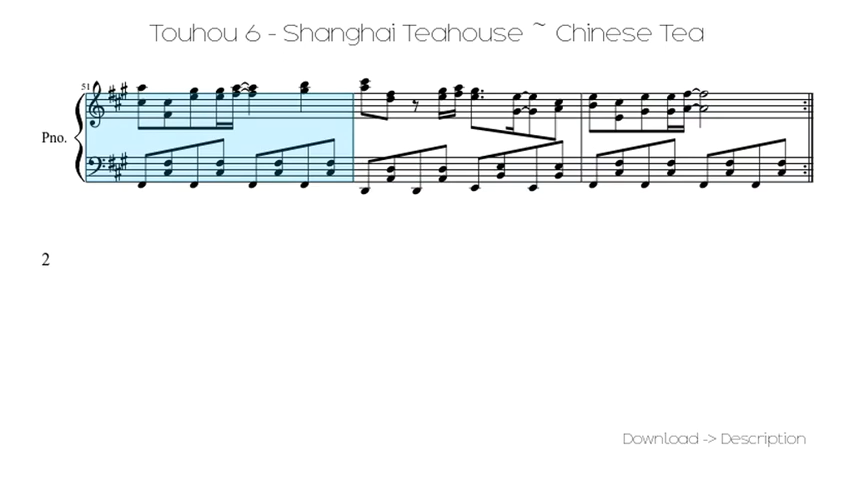 Touhou 6 - Shanghai Teahouse ~ Chinese Tea
51
Pno.
2
Download -> Description